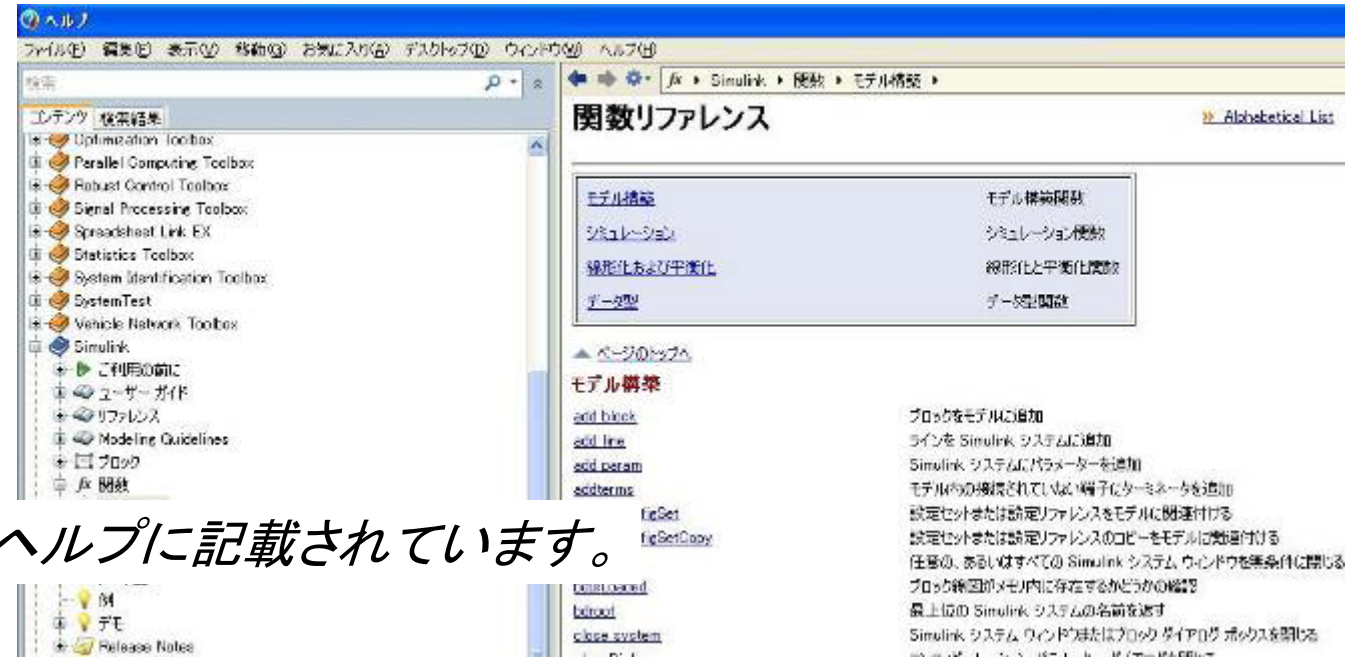 ヘルプ
ファイル(F) 編集(E) 表示(V) 移動(G) お気に入り(A) デスクトップ(D) ウィンドウ(W) ヘルプ(H)
検索
fx ▸ Simulink ▸ 関数 ▸ モデル構築 ▸
コンテンツ 検索結果
Optimization Toolbox
Parallel Computing Toolbox
Robust Control Toolbox
Signal Processing Toolbox
Spreadsheet Link EX
Statistics Toolbox
System Identification Toolbox
SystemTest
Vehicle Network Toolbox
Simulink
ご利用の前に
ユーザー ガイド
リファレンス
Modeling Guidelines
ブロック
fx 関数
ヘルプに記載されています。
例
デモ
Release Notes
関数リファレンス
Alphabetical List
モデル構築 モデル構築関数
シミュレーション シミュレーション関数
線形化および平衡化 線形化と平衡化関数
データ型 データ型関数
ページのトップへ
モデル構築
add_block ブロックをモデルに追加
add_line ラインを Simulink システムに追加
add_param Simulink システムにパラメーターを追加
addterms モデル内の接続されていない端子にターミネータを追加
figSet 設定セットまたは設定リファレンスをモデルに関連付ける
figSetCopy 設定セットまたは設定リファレンスのコピーをモデルに関連付ける
任意の、あるいはすべての Simulink システム ウィンドウを無条件に閉じる
ブロック線図がメモリ内に存在するかどうかの確認
bdroot 最上位の Simulink システムの名前を返す
close_system Simulink システム ウィンドウまたはブロック ダイアログ ボックスを閉じる